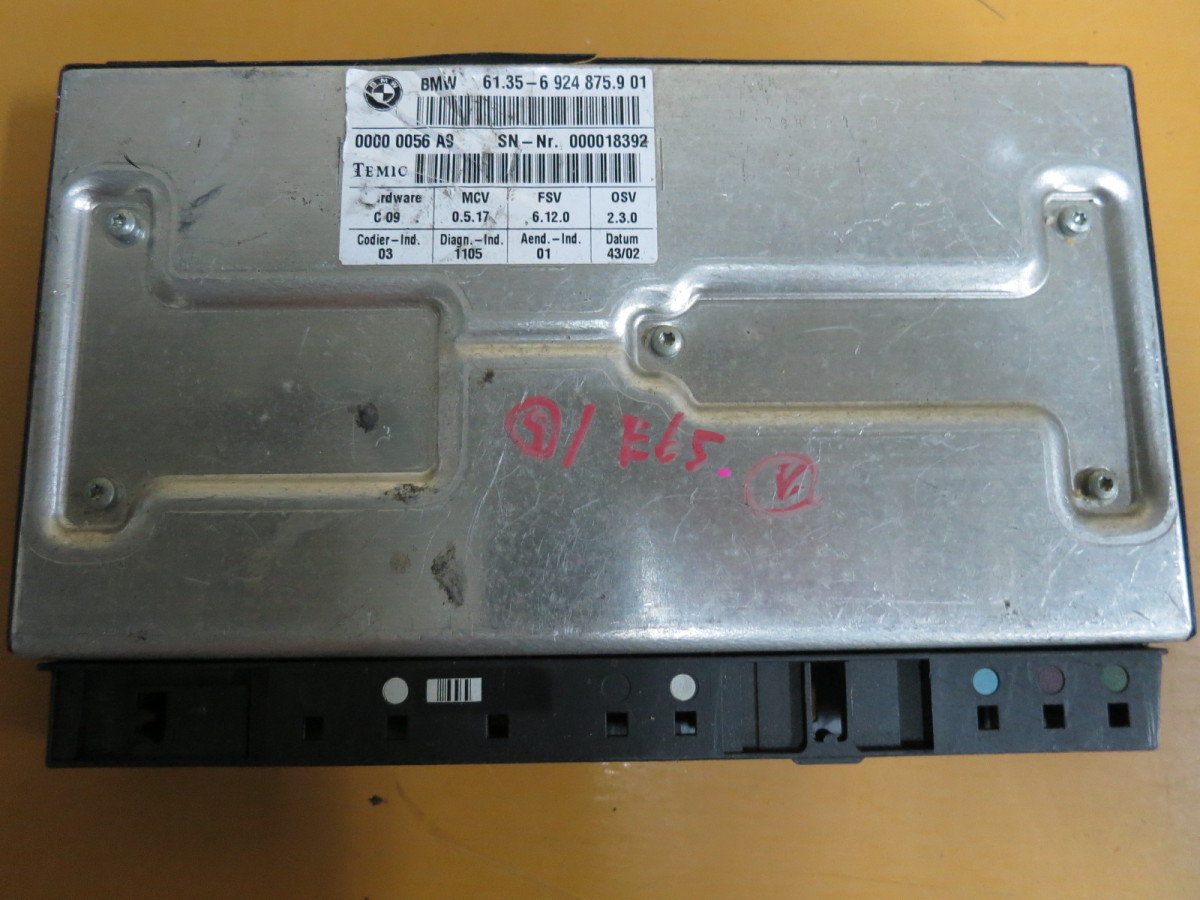 BMW 61.35-6 924 875.9 01
0000 0056 A9 SN-Nr. 000018392
TEMIC
MCV FSV OSV
C 09 0.5.17 6.12.0 2.3.0
Codier-Ind. Diagn.-Ind. Aend.-Ind. Datum
03 1105 01 43/02